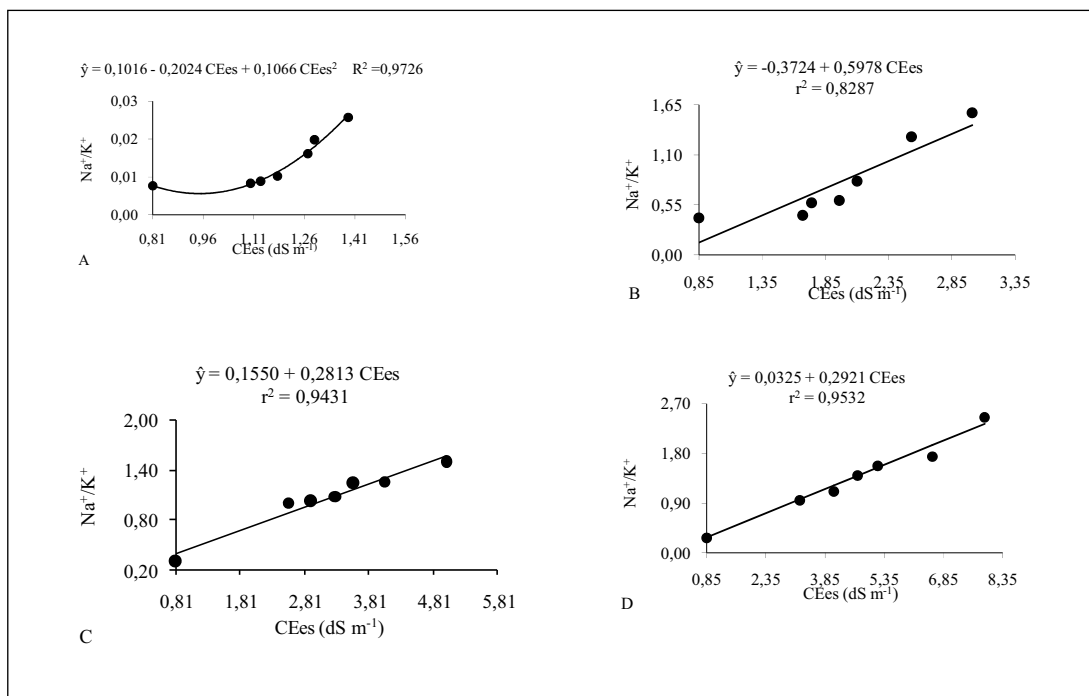 ŷ = 0,1016 - 0,2024 CEes + 0,1066 CEes² R² =0,9726
0,03
0,02
0,01
0,00
Na⁺/K⁺
0,81 0,96 1,11 1,26 1,41 1,56
CEes (dS m⁻¹)
A
ŷ = -0,3724 + 0,5978 CEes
r² = 0,8287
1,65
1,10
0,55
0,00
Na⁺/K⁺
0,85 1,35 1,85 2,35 2,85 3,35
CEes (dS m⁻¹)
B
ŷ = 0,1550 + 0,2813 CEes
r² = 0,9431
2,00
1,40
0,80
0,20
Na⁺/K⁺
0,81 1,81 2,81 3,81 4,81 5,81
CEes (dS m⁻¹)
C
ŷ = 0,0325 + 0,2921 CEes
r² = 0,9532
2,70
1,80
0,90
0,00
Na⁺/K⁺
0,85 2,35 3,85 5,35 6,85 8,35
CEes (dS m⁻¹)
D